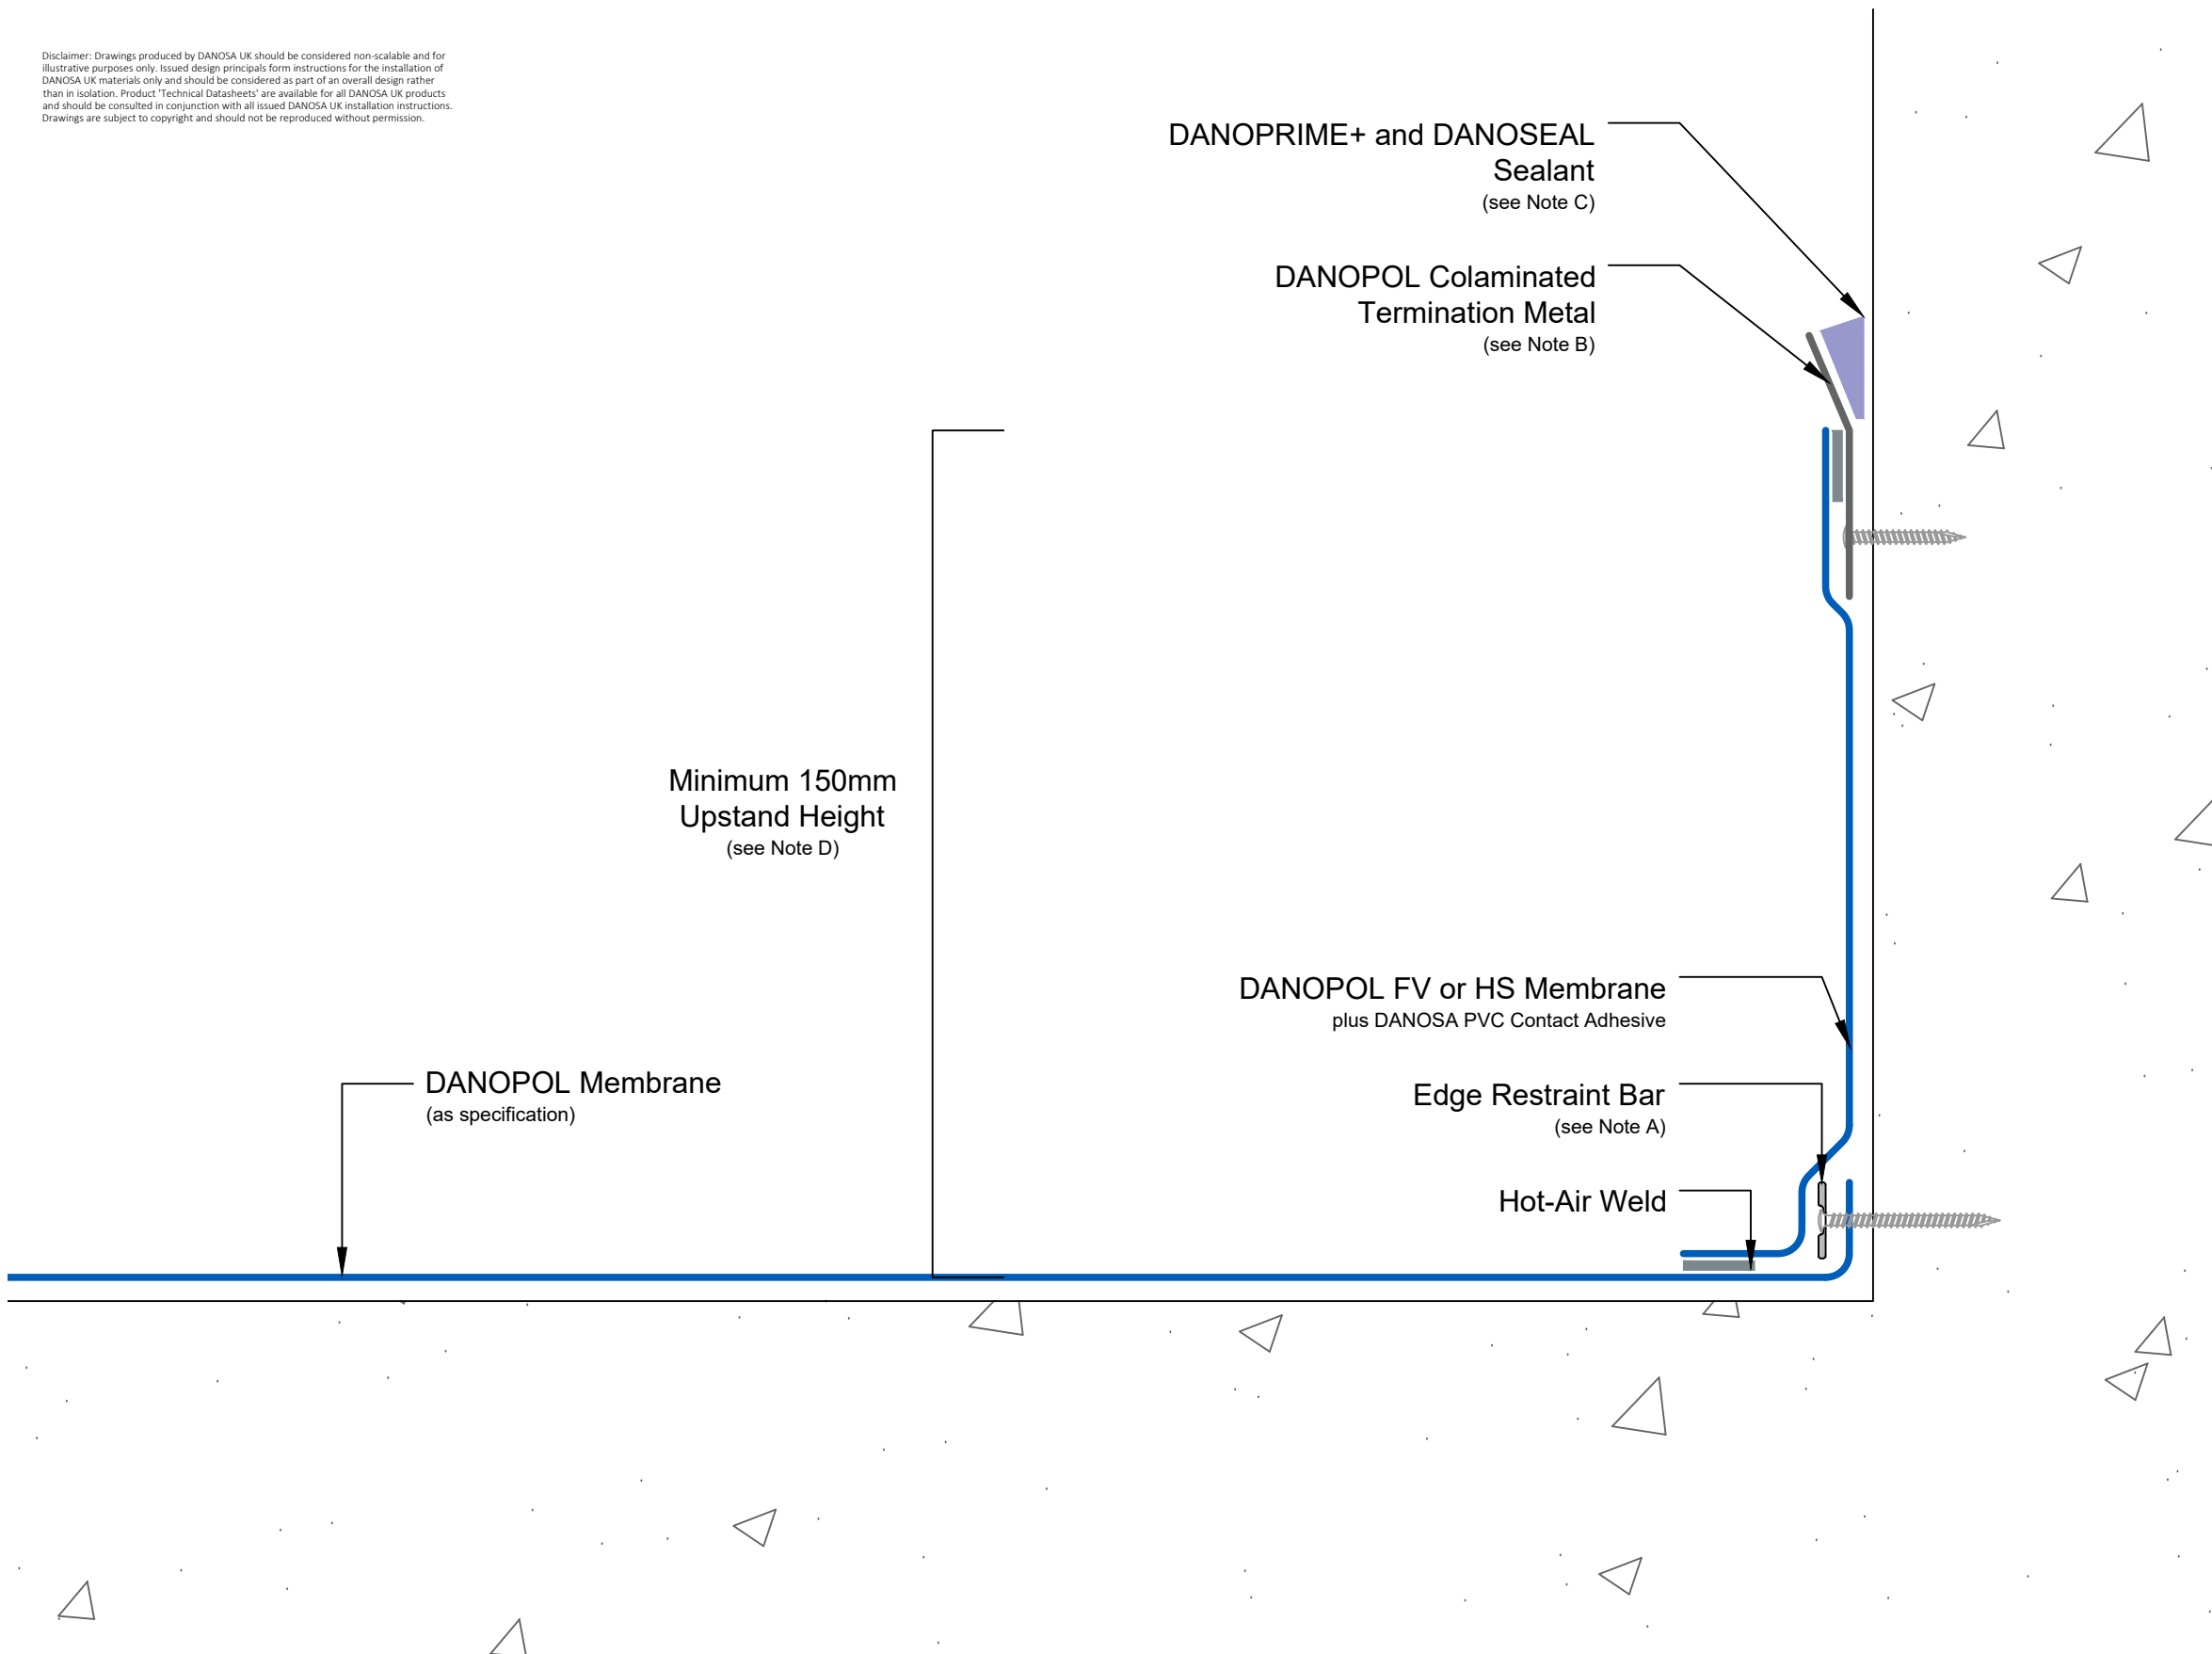 Disclaimer: Drawings produced by DANOSA UK should be considered non-scalable and for
illustrative purposes only. Issued design principals form instructions for the installation of
DANOSA UK materials only and should be considered as part of an overall design rather
than in isolation. Product 'Technical Datasheets' are available for all DANOSA UK products
and should be consulted in conjunction with all issued DANOSA UK installation instructions.
Drawings are subject to copyright and should not be reproduced without permission.
DANOPRIME+ and DANOSEAL
Sealant
(see Note C)
DANOPOL Colaminated
Termination Metal
(see Note B)
Minimum 150mm
Upstand Height
(see Note D)
DANOPOL FV or HS Membrane
plus DANOSA PVC Contact Adhesive
DANOPOL Membrane
(as specification)
Edge Restraint Bar
(see Note A)
Hot-Air Weld